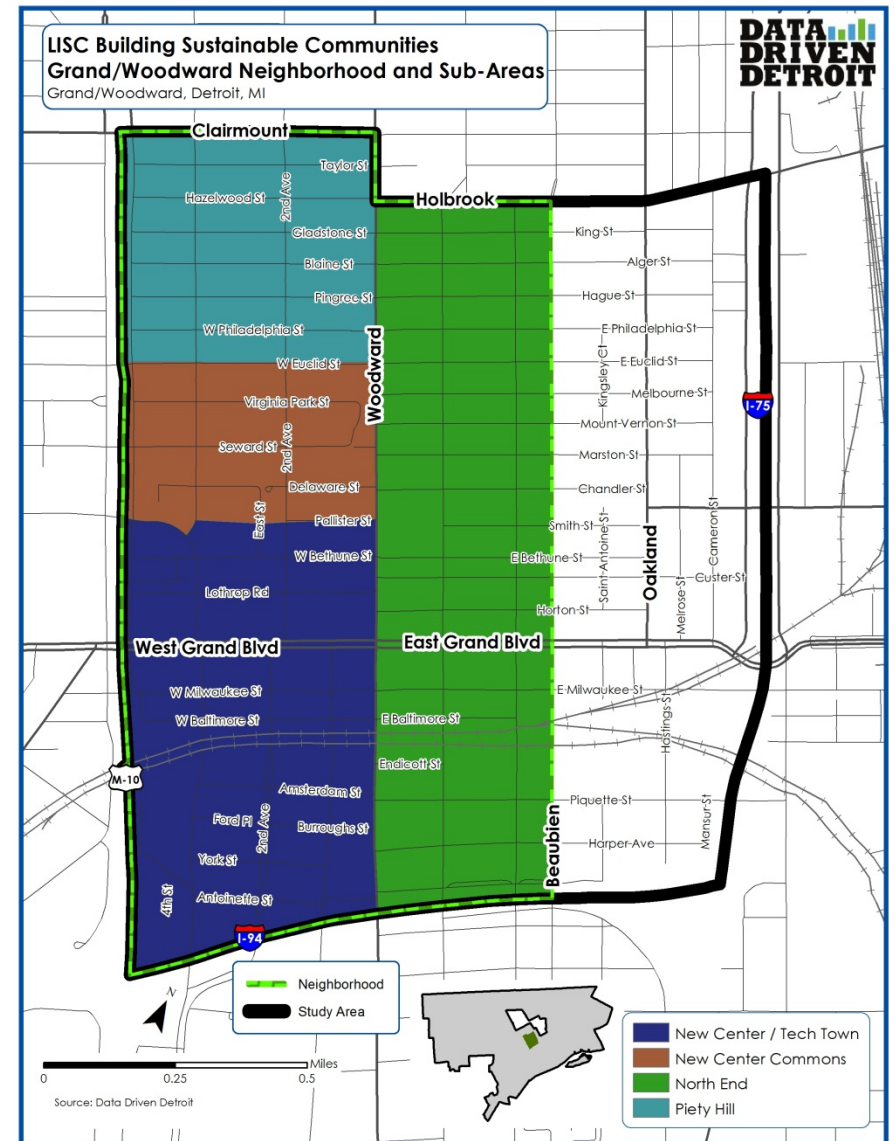 LISC Building Sustainable Communities
Grand/Woodward Neighborhood and Sub-Areas
Grand/Woodward, Detroit, MI
DATA
DRIVEN
DETROIT
Clairmount
Taylor St
Hazelwood St
2nd Ave
Holbrook
Gladstone St
King St
Blaine St
Alger St
Pingree St
Hague St
W Philadelphia St
E Philadelphia St
Woodward
W Euclid St
E Euclid St
Kingsley Ct
Virginia Park St
Melbourne St
I-75
Mount Vernon St
Seward St
2nd Ave
Marston St
Delaware St
Chandler St
East St
Pallister St
Smith St
Saint Antoine St
Cameron St
W Bethune St
E Bethune St
Oakland
Lothrop Rd
Custer St
Melrose St
Horton St
West Grand Blvd
East Grand Blvd
W Milwaukee St
E Milwaukee St
W Baltimore St
E Baltimore St
Hastings St
Endicott St
M-10
Amsterdam St
Piquette St
Ford Pl
2nd Ave
Burroughs St
Mansur St
Harper Ave
Beaubien
York St
4th St
Antoinette St
I-94
N
Neighborhood
Study Area
New Center / Tech Town
New Center Commons
North End
Piety Hill
Miles
0 0.25 0.5
Source: Data Driven Detroit